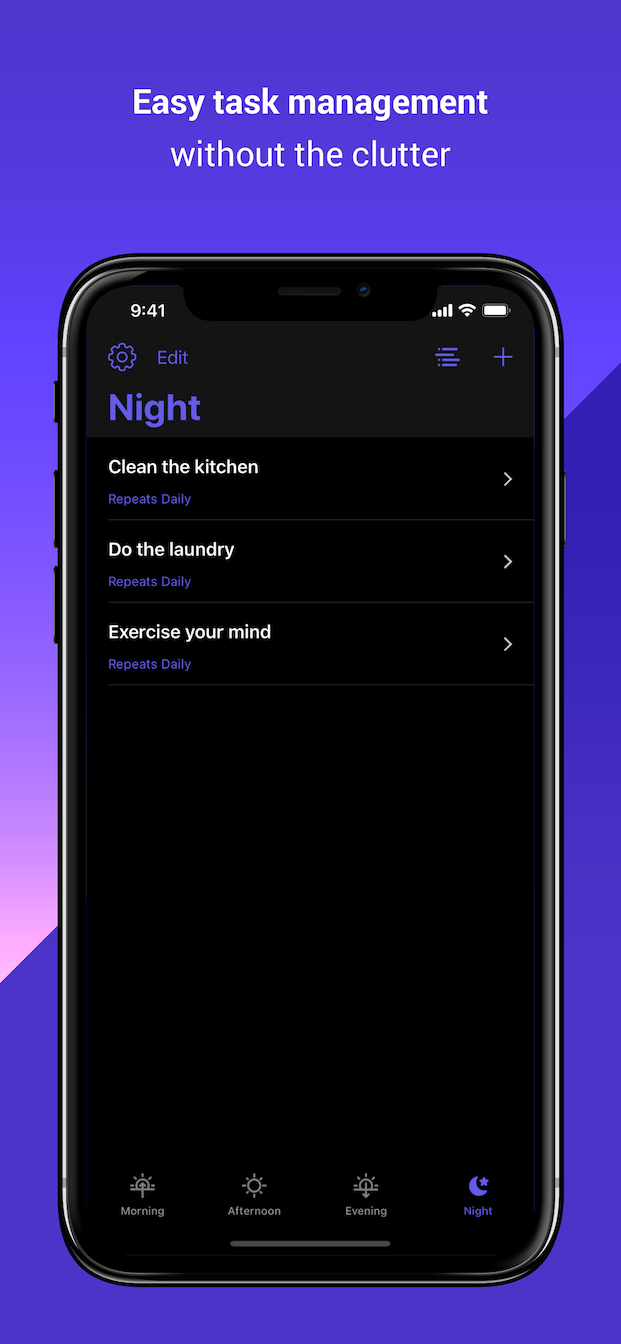 Easy task management
without the clutter
9:41
Edit
Night
Clean the kitchen
Repeats Daily
Do the laundry
Repeats Daily
Exercise your mind
Repeats Daily
Morning Afternoon Evening Night